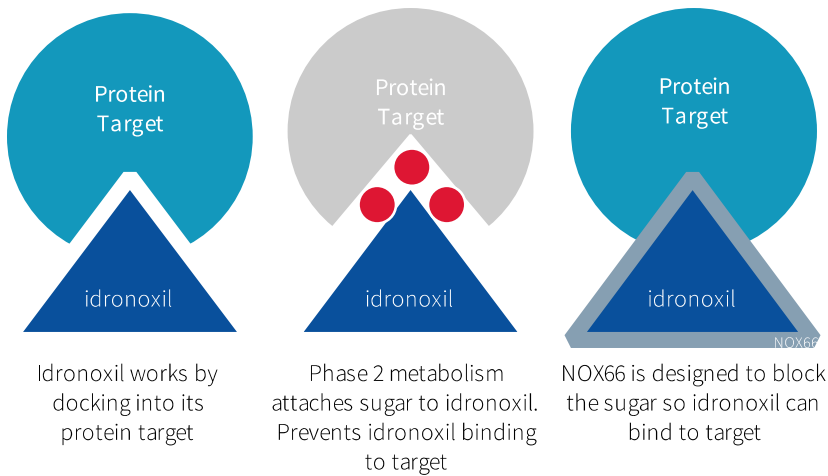 Protein
Target
idronoxil
Idronoxil works by
docking into its
protein target
Protein
Target
idronoxil
Phase 2 metabolism
attaches sugar to idronoxil.
Prevents idronoxil binding
to target
Protein
Target
idronoxil
NOX66
NOX66 is designed to block
the sugar so idronoxil can
bind to target